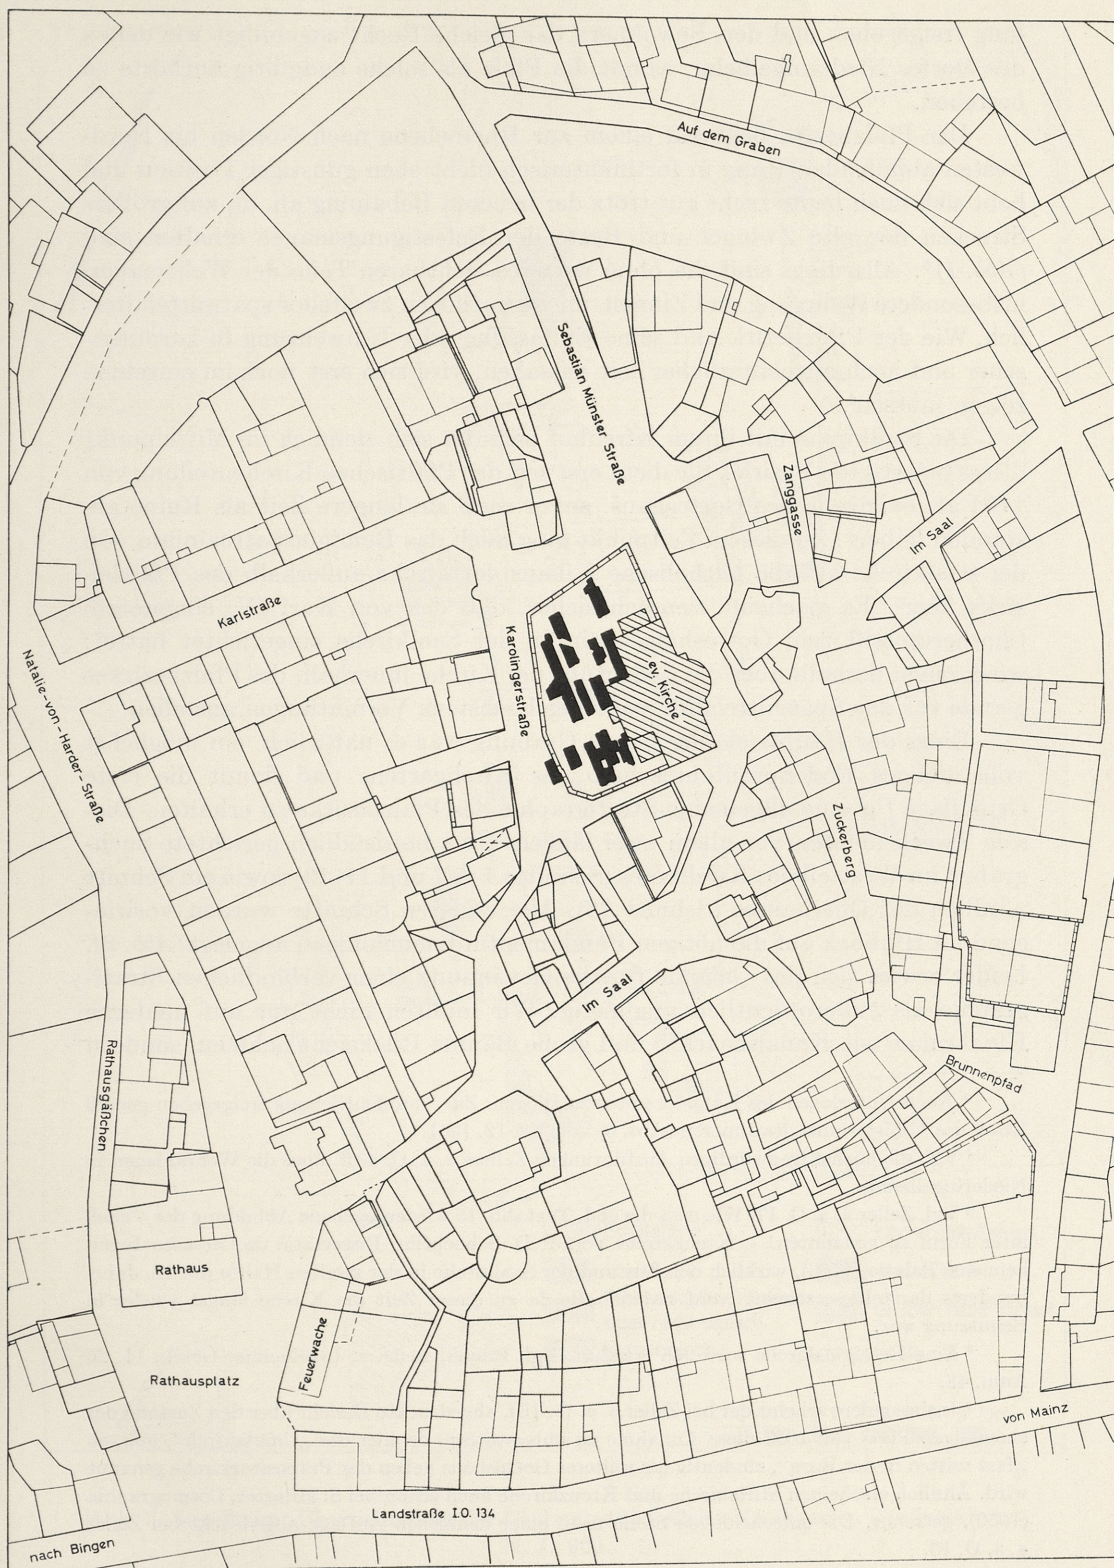 Auf dem Graben
Sebastian Münster Straße
Zanggasse
Im Saal
Karlstraße
Karolingerstraße
ev. Kirche
Natalie-von-Harder-Straße
Zuckerberg
Im Saal
Rathausgäßchen
Brunnenpfad
Rathaus
Feuerwache
Rathausplatz
von Mainz
Landstraße I.O. 134
nach Bingen